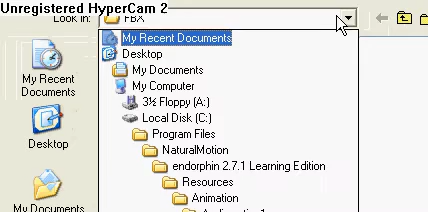 Unregistered HyperCam 2
Look in:
FBX
My Recent Documents
Desktop
My Documents
My Computer
3½ Floppy (A:)
Local Disk (C:)
Program Files
NaturalMotion
endorphin 2.7.1 Learning Edition
Resources
Animation
My Recent
Documents
Desktop
My Documents